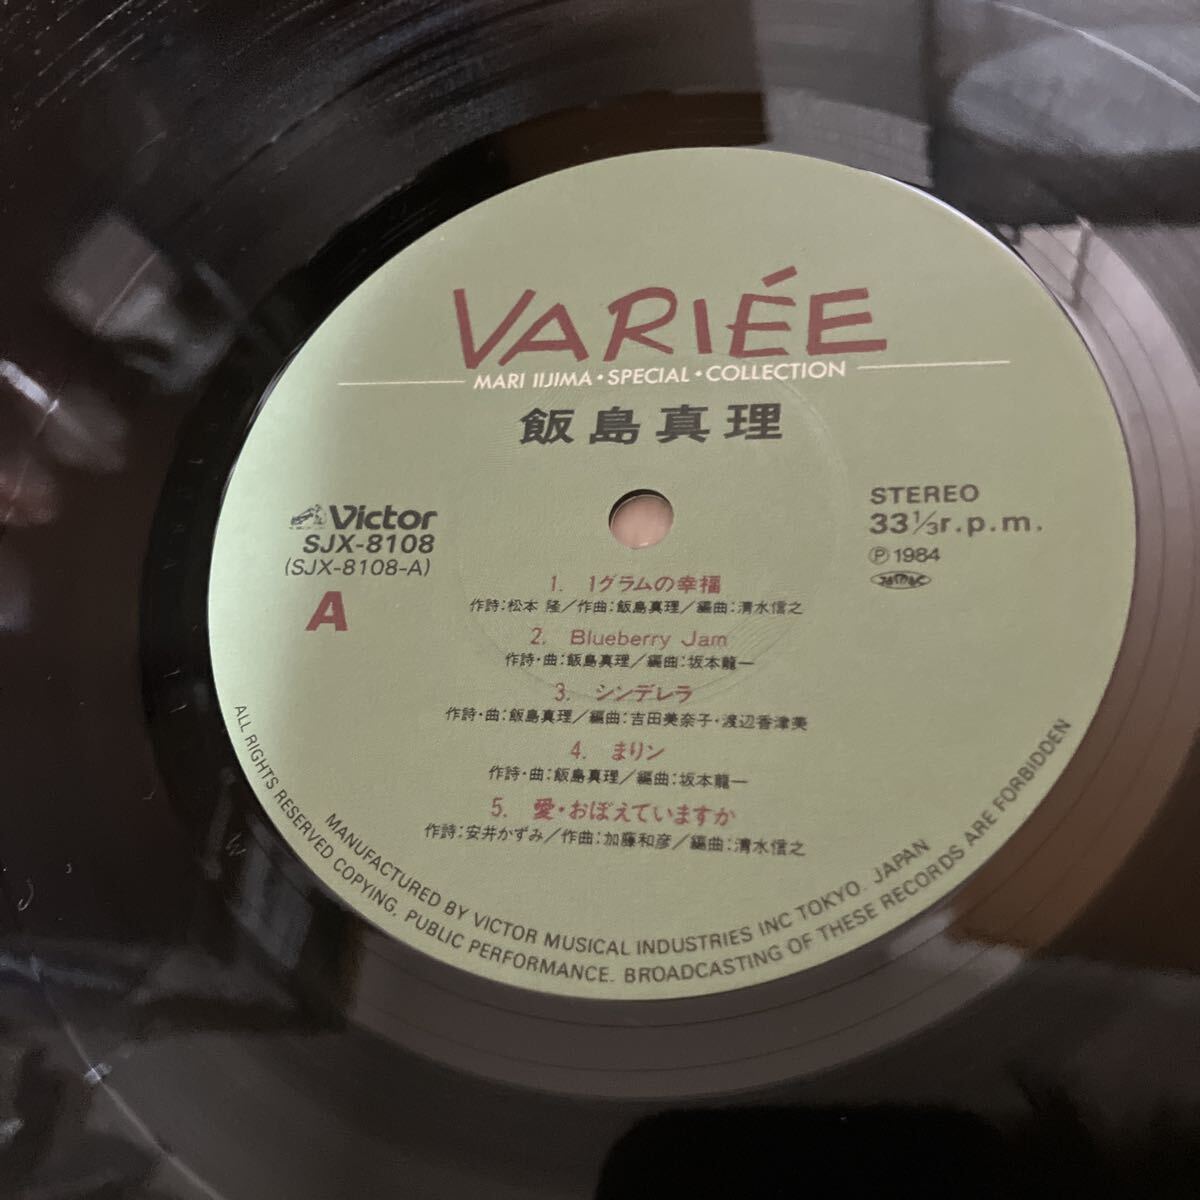 VARIÉE
MARI IIJIMA・SPECIAL・COLLECTION
飯島真理
Victor
SJX-8108
(SJX-8108-A)
A
STEREO
33⅓r.p.m.
Ⓟ1984
1. 1グラムの幸福
作詩:松本 隆/作曲:飯島真理/編曲:清水信之
2. Blueberry Jam
作詩・曲:飯島真理/編曲:坂本龍一
3. シンデレラ
作詩・曲:飯島真理/編曲:吉田美奈子・渡辺香津美
4. まりン
作詩・曲:飯島真理/編曲:坂本龍一
5. 愛・おぼえていますか
作詩:安井かずみ/作曲:加藤和彦/編曲:清水信之
MANUFACTURED BY VICTOR MUSICAL INDUSTRIES INC TOKYO. JAPAN
ALL RIGHTS RESERVED COPYING, PUBLIC PERFORMANCE. BROADCASTING OF THESE RECORDS ARE FORBIDDEN